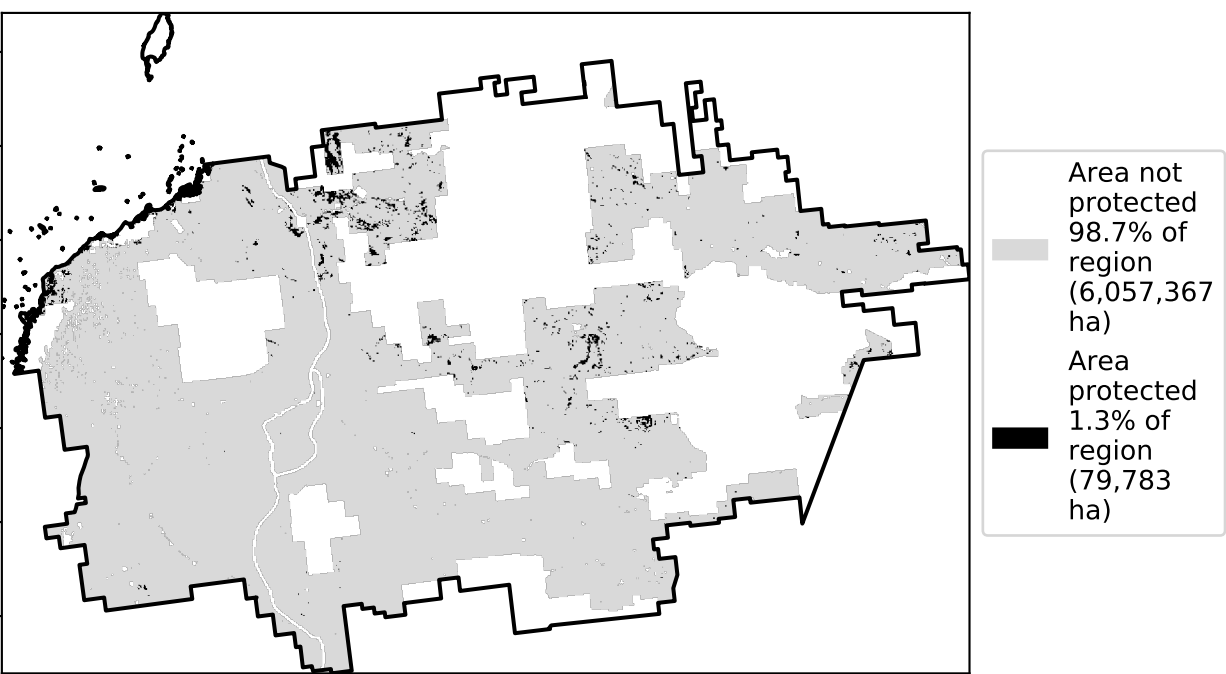 Area not
protected
98.7% of
region
(6,057,367
ha)
Area
protected
1.3% of
region
(79,783
ha)